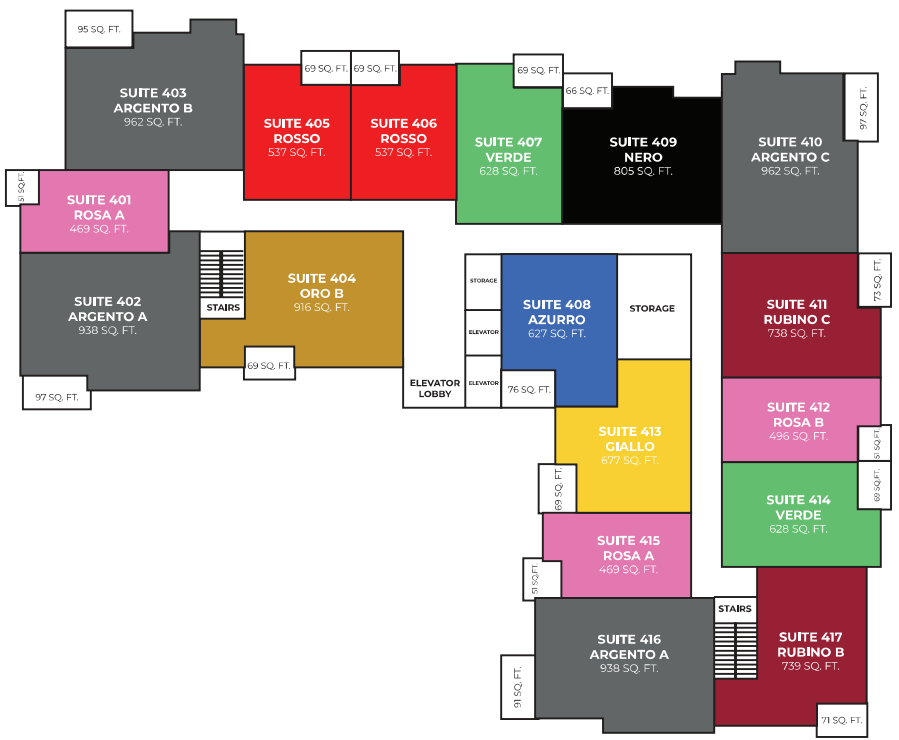 95 SQ. FT.
SUITE 403
ARGENTO B
962 SQ. FT.
69 SQ. FT.
69 SQ. FT.
SUITE 405
ROSSO
537 SQ. FT.
SUITE 406
ROSSO
537 SQ. FT.
69 SQ. FT.
SUITE 407
VERDE
628 SQ. FT.
66 SQ. FT.
SUITE 409
NERO
805 SQ. FT.
SUITE 410
ARGENTO C
962 SQ. FT.
97 SQ. FT.
51 SQ.FT.
SUITE 401
ROSA A
469 SQ. FT.
SUITE 402
ARGENTO A
938 SQ. FT.
97 SQ. FT.
STAIRS
SUITE 404
ORO B
916 SQ. FT.
69 SQ. FT.
STORAGE
ELEVATOR
ELEVATOR
ELEVATOR
LOBBY
SUITE 408
AZURRO
627 SQ. FT.
76 SQ. FT.
STORAGE
SUITE 411
RUBINO C
738 SQ. FT.
73 SQ. FT.
SUITE 412
ROSA B
496 SQ. FT.
51 SQ.FT.
SUITE 413
GIALLO
677 SQ. FT.
69 SQ. FT.
SUITE 414
VERDE
628 SQ. FT.
69 SQ. FT.
SUITE 415
ROSA A
469 SQ. FT.
51 SQ.FT.
SUITE 416
ARGENTO A
938 SQ. FT.
91 SQ. FT.
STAIRS
SUITE 417
RUBINO B
739 SQ. FT.
71 SQ. FT.